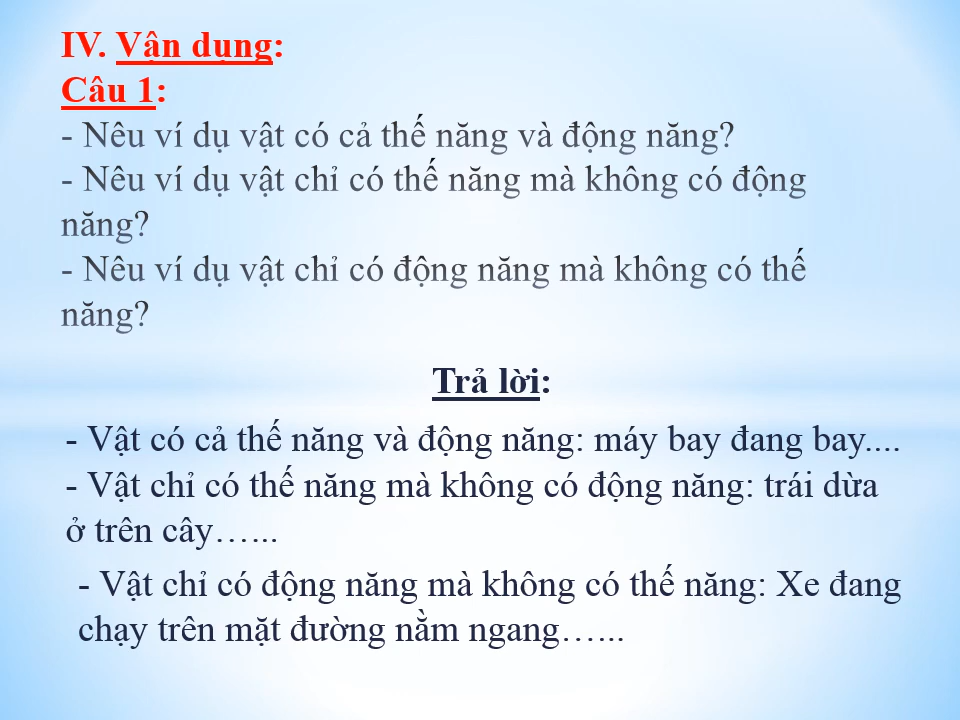 IV. Vận dụng:
Câu 1:
- Nêu ví dụ vật có cả thế năng và động năng?
- Nêu ví dụ vật chỉ có thế năng mà không có động
năng?
- Nêu ví dụ vật chỉ có động năng mà không có thế
năng?
Trả lời:
- Vật có cả thế năng và động năng: máy bay đang bay....
- Vật chỉ có thế năng mà không có động năng: trái dừa
ở trên cây…...
- Vật chỉ có động năng mà không có thế năng: Xe đang
chạy trên mặt đường nằm ngang…...